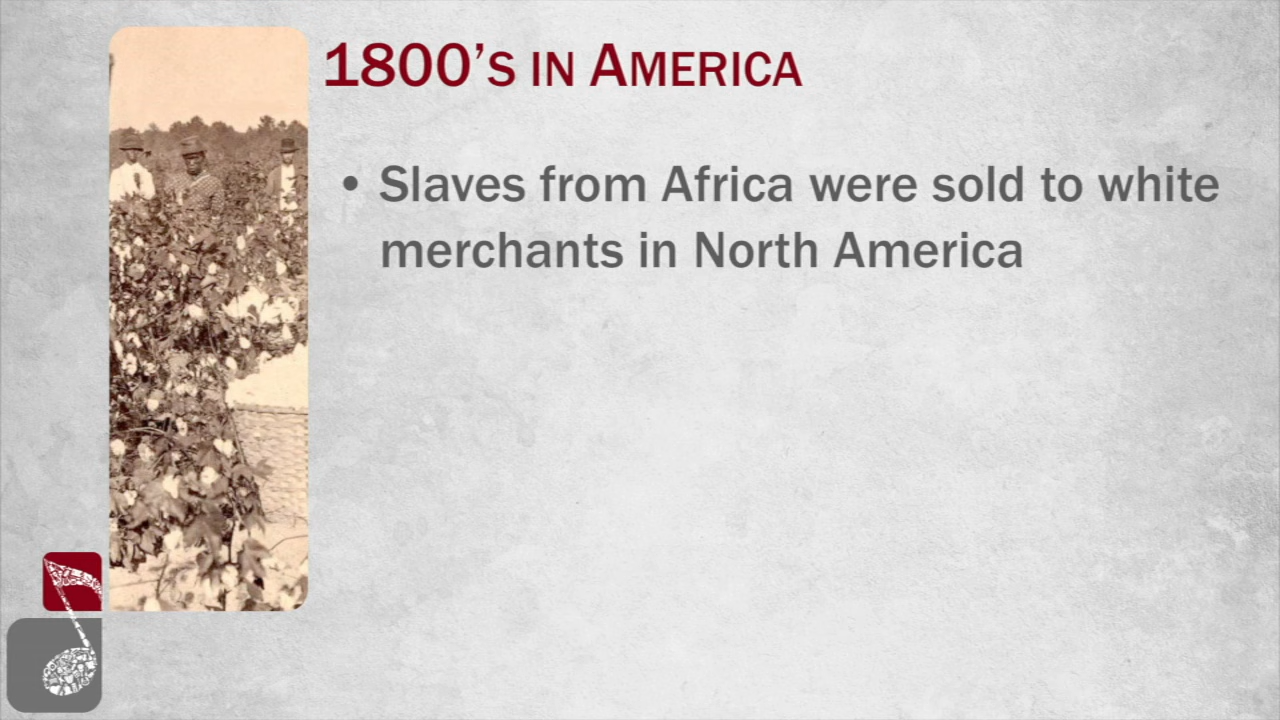 1800’s in America
• Slaves from Africa were sold to white
merchants in North America